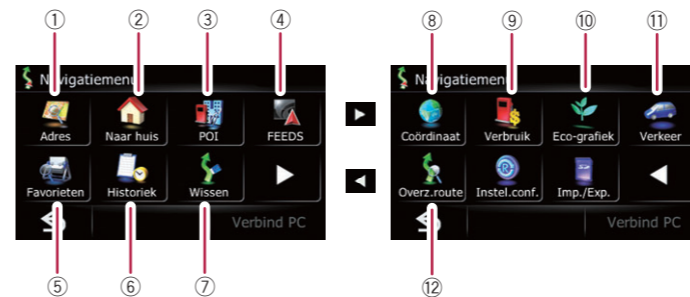 ① ② ③ ④ ⑧ ⑨ ⑩ ⑪
Navigatiemenu Navigatiemenu
Adres Naar huis POI FEEDS Coördinaat Verbruik Eco-grafiek Verkeer
Favorieten Historiek Wissen Overz.route Instel.conf. Imp./Exp.
Verbind PC Verbind PC
⑤ ⑥ ⑦ ⑫